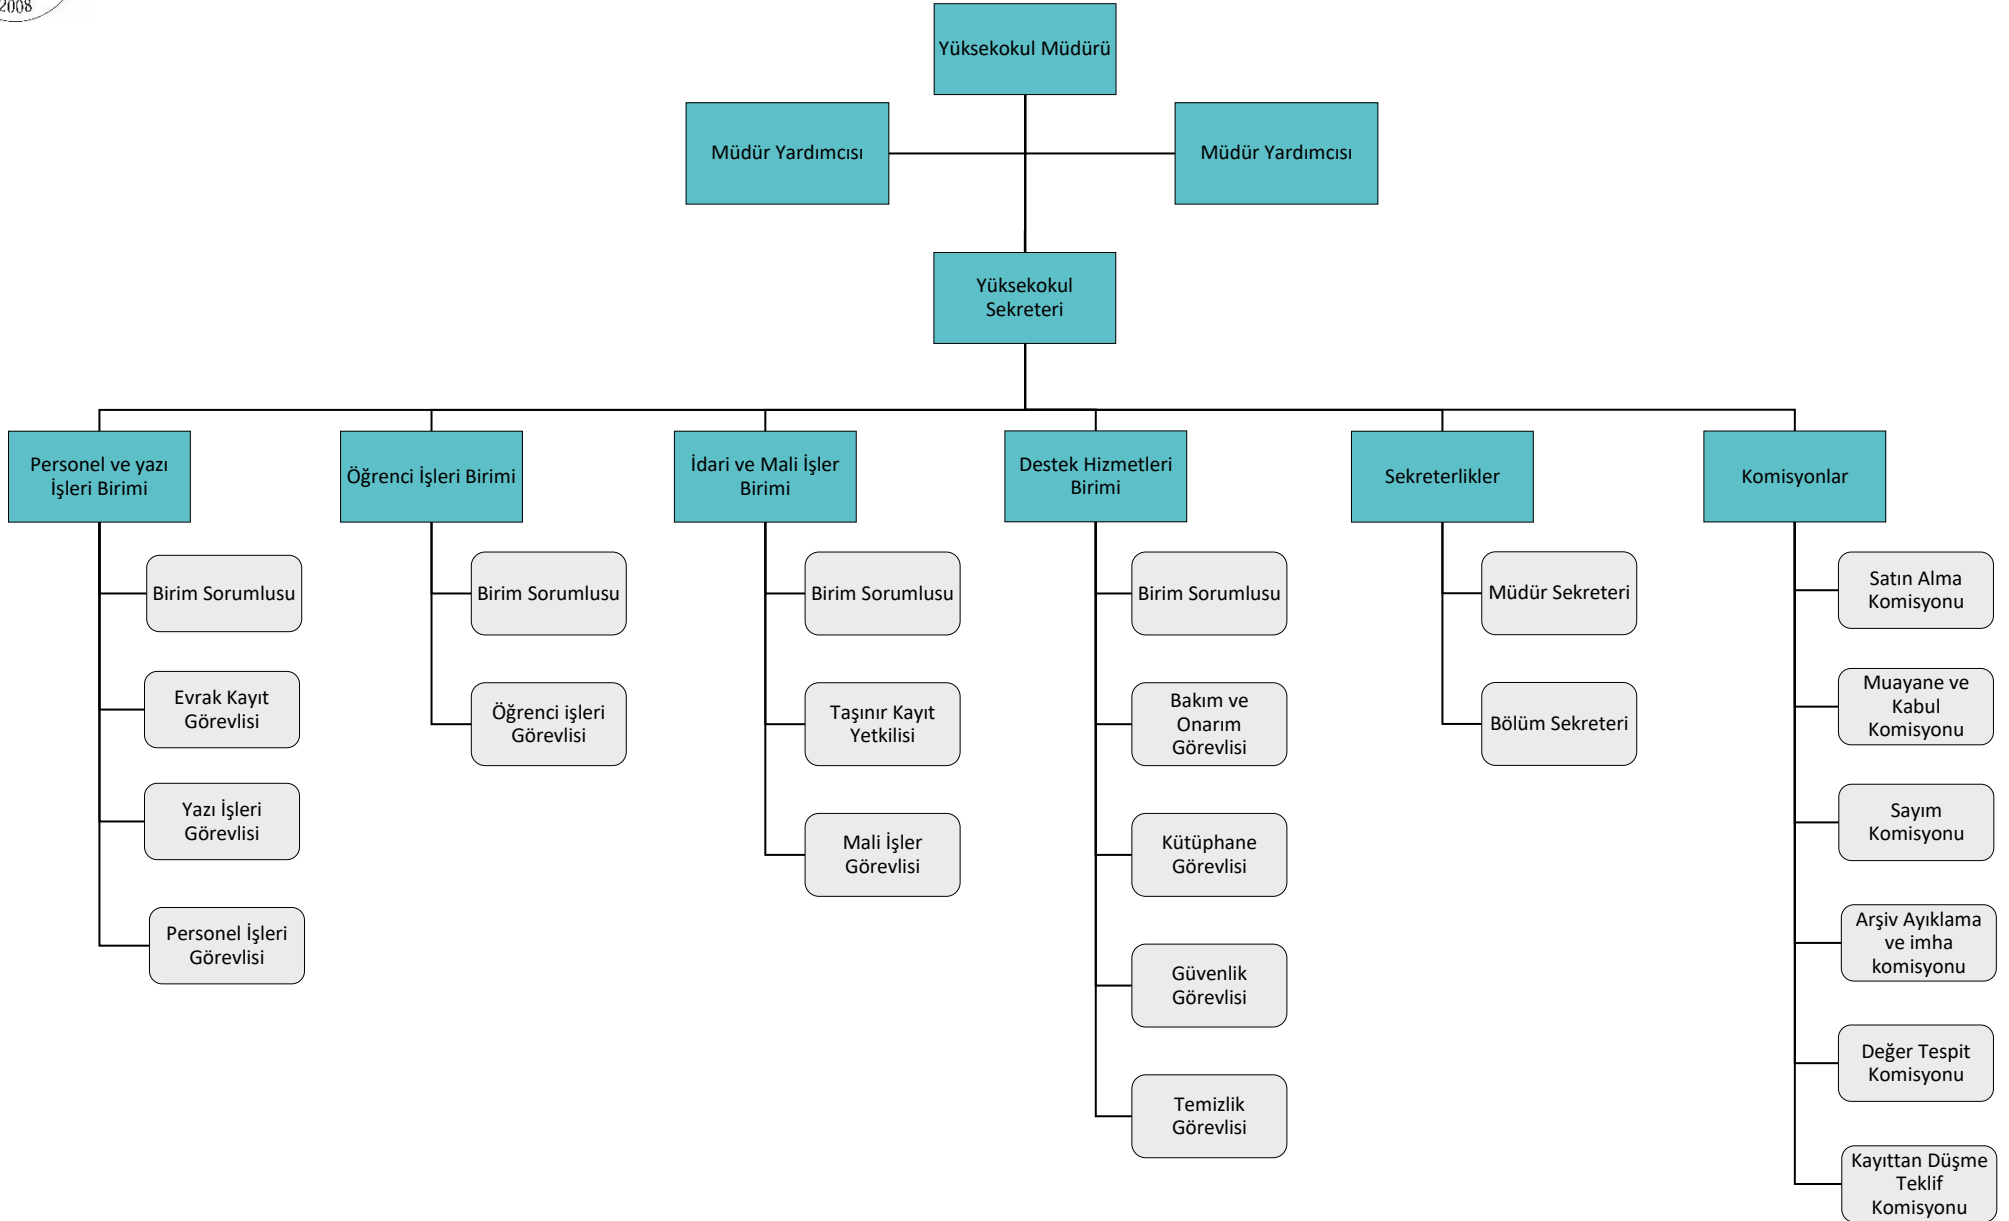 2008
Yüksekokul Müdürü
Müdür Yardımcısı
Müdür Yardımcısı
Yüksekokul
Sekreteri
Personel ve yazı
İşleri Birimi
Öğrenci İşleri Birimi
İdari ve Mali İşler
Birimi
Destek Hizmetleri
Birimi
Sekreterlikler
Komisyonlar
Birim Sorumlusu
Evrak Kayıt
Görevlisi
Yazı İşleri
Görevlisi
Personel İşleri
Görevlisi
Birim Sorumlusu
Öğrenci işleri
Görevlisi
Birim Sorumlusu
Taşınır Kayıt
Yetkilisi
Mali İşler
Görevlisi
Birim Sorumlusu
Bakım ve
Onarım
Görevlisi
Kütüphane
Görevlisi
Güvenlik
Görevlisi
Temizlik
Görevlisi
Müdür Sekreteri
Bölüm Sekreteri
Satın Alma
Komisyonu
Muayane ve
Kabul
Komisyonu
Sayım
Komisyonu
Arşiv Ayıklama
ve imha
komisyonu
Değer Tespit
Komisyonu
Kayıttan Düşme
Teklif
Komisyonu